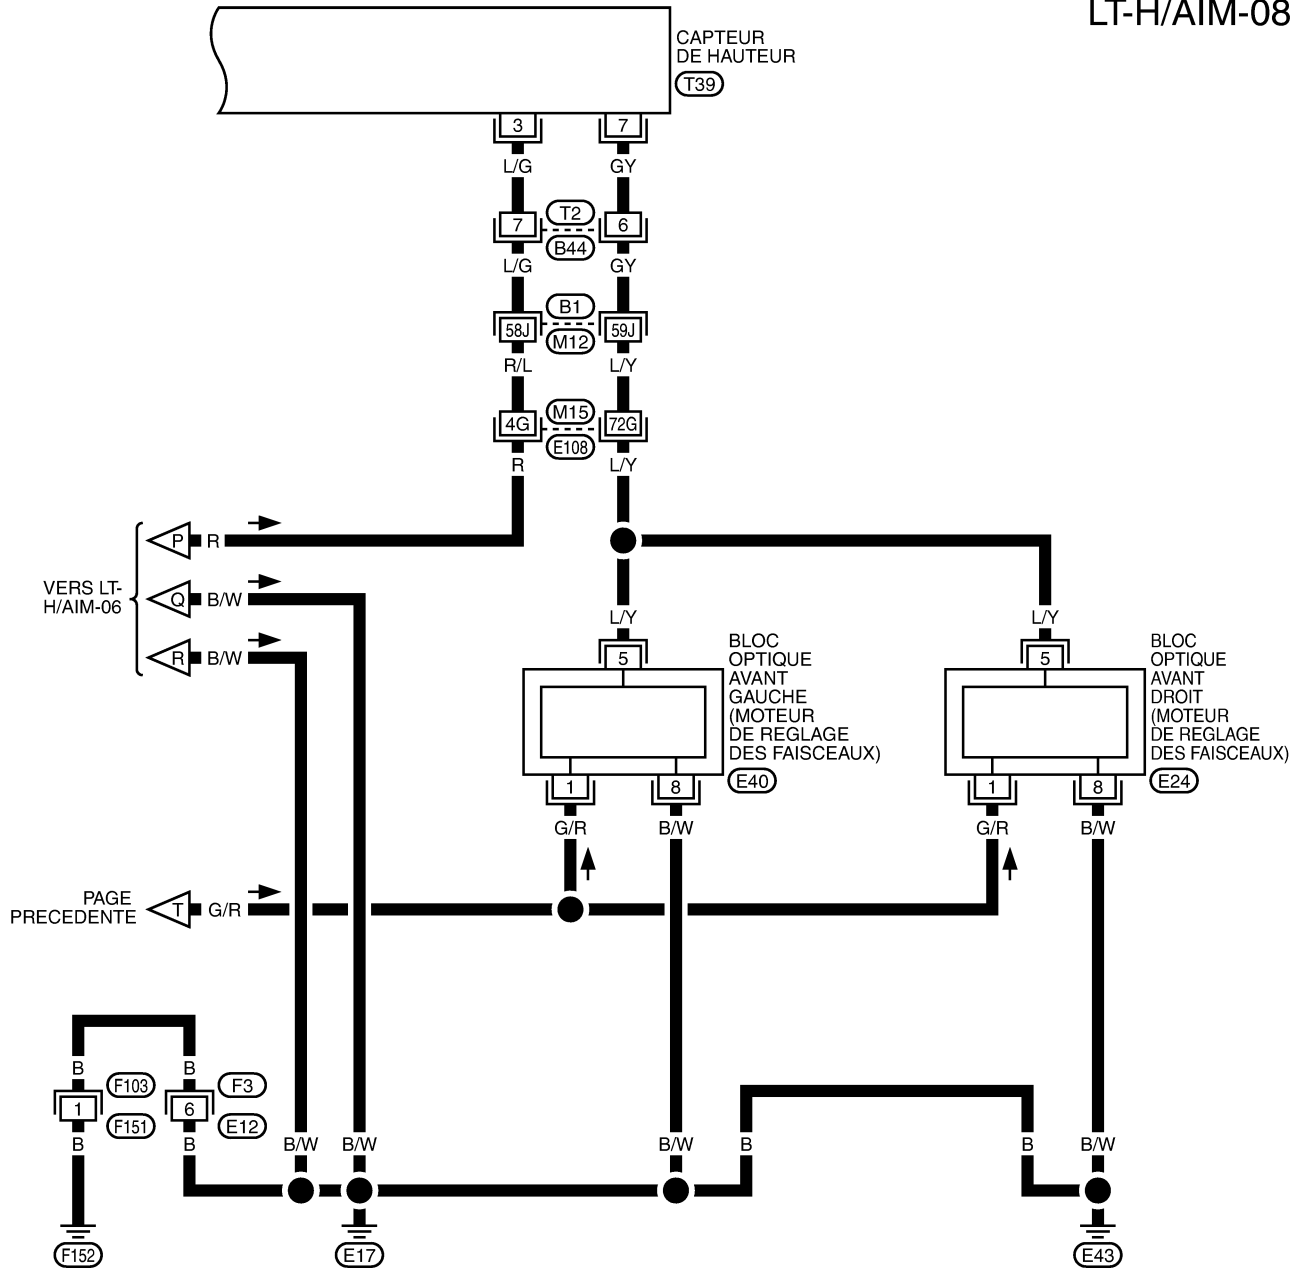 LT-H/AIM-08
CAPTEUR
DE HAUTEUR
T39
3 7
L/G GY
7 T2 6
B44
L/G GY
B1
58J 59J
M12
R/L L/Y
M15
4G 72G
E108
R L/Y
P R
VERS LT-
H/AIM-06
Q B/W
R B/W
L/Y L/Y
5 5
BLOC
OPTIQUE
AVANT
GAUCHE
(MOTEUR
DE REGLAGE
DES FAISCEAUX)
E40
BLOC
OPTIQUE
AVANT
DROIT
(MOTEUR
DE REGLAGE
DES FAISCEAUX)
E24
1 8 1 8
G/R B/W G/R B/W
PAGE
PRECEDENTE
T G/R
B B
F103 F3
1 6
F151 E12
B B B/W B/W B/W B B B/W
F152 E17 E43